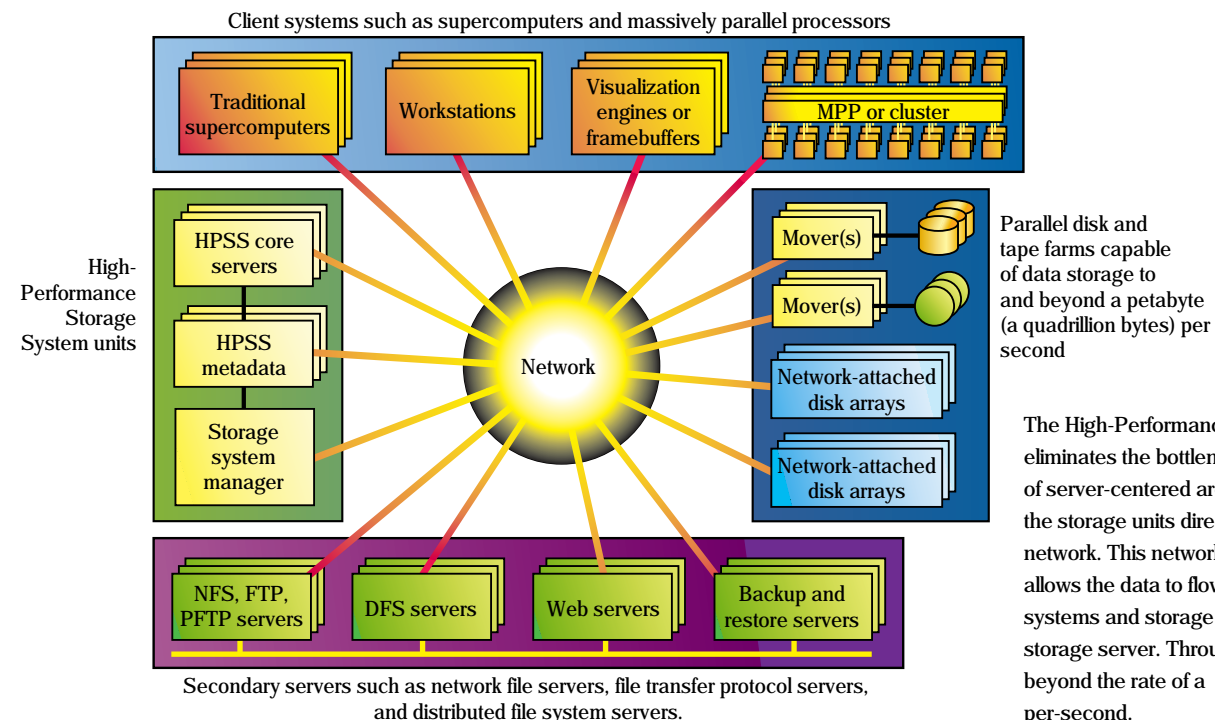 Client systems such as supercomputers and massively parallel processors
Traditional
supercomputers
Workstations
Visualization
engines or
framebuffers
MPP or cluster
High-
Performance
Storage
System units
HPSS core
servers
HPSS
metadata
Storage
system
manager
Network
Mover(s)
Mover(s)
Network-attached
disk arrays
Network-attached
disk arrays
Parallel disk and
tape farms capable
of data storage to
and beyond a petabyte
(a quadrillion bytes) per
second
The High-Performanc
eliminates the bottlen
of server-centered ar
the storage units dire
network. This network
allows the data to flow
systems and storage
storage server. Throu
beyond the rate of a
per-second.
NFS, FTP,
PFTP servers
DFS servers
Web servers
Backup and
restore servers
Secondary servers such as network file servers, file transfer protocol servers,
and distributed file system servers.